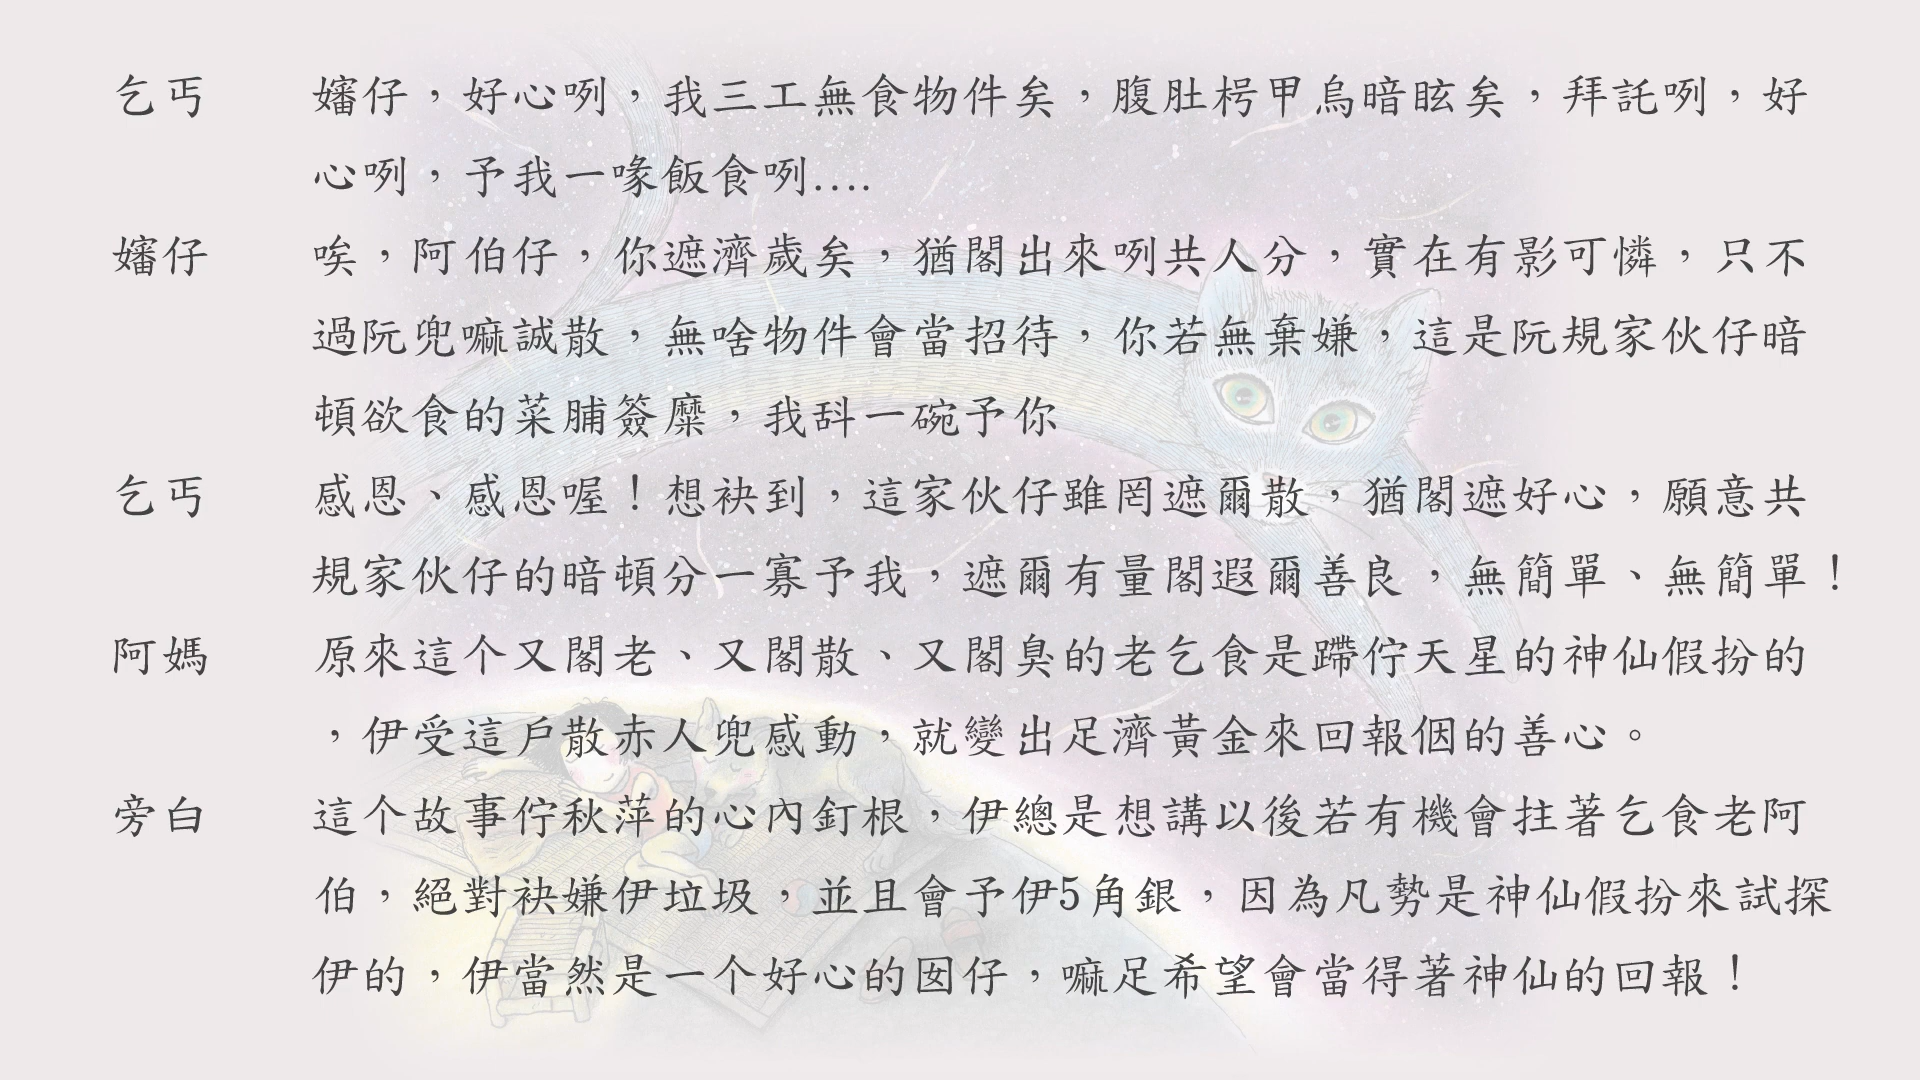 乞丐 嬸仔，好心咧，我三工無食物件矣，腹肚枵甲烏暗眩矣，拜託咧，好
心咧，予我一喙飯食咧....
嬸仔 唉，阿伯仔，你遮濟歲矣，猶閣出來咧共人分，實在有影可憐，只不
過阮兜嘛誠散，無啥物件會當招待，你若無棄嫌，這是阮規家伙仔暗
頓欲食的菜脯簽糜，我㪺一碗予你
乞丐 感恩、感恩喔！想袂到，這家伙仔雖罔遮爾散，猶閣遮好心，願意共
規家伙仔的暗頓分一寡予我，遮爾有量閣遐爾善良，無簡單、無簡單！
阿媽 原來這个又閣老、又閣散、又閣臭的老乞食是蹛佇天星的神仙假扮的
，伊受這戶散赤人兜感動，就變出足濟黃金來回報個的善心。
旁白 這个故事佇秋萍的心內釘根，伊總是想講以後若有機會拄著乞食老阿
伯，絕對袂嫌伊垃圾，並且會予伊5角銀，因為凡勢是神仙假扮來試探
伊的，伊當然是一个好心的囡仔，嘛足希望會當得著神仙的回報！